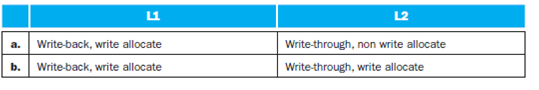 L1 L2
a. Write-back, write allocate Write-through, non write allocate
b. Write-back, write allocate Write-through, write allocate